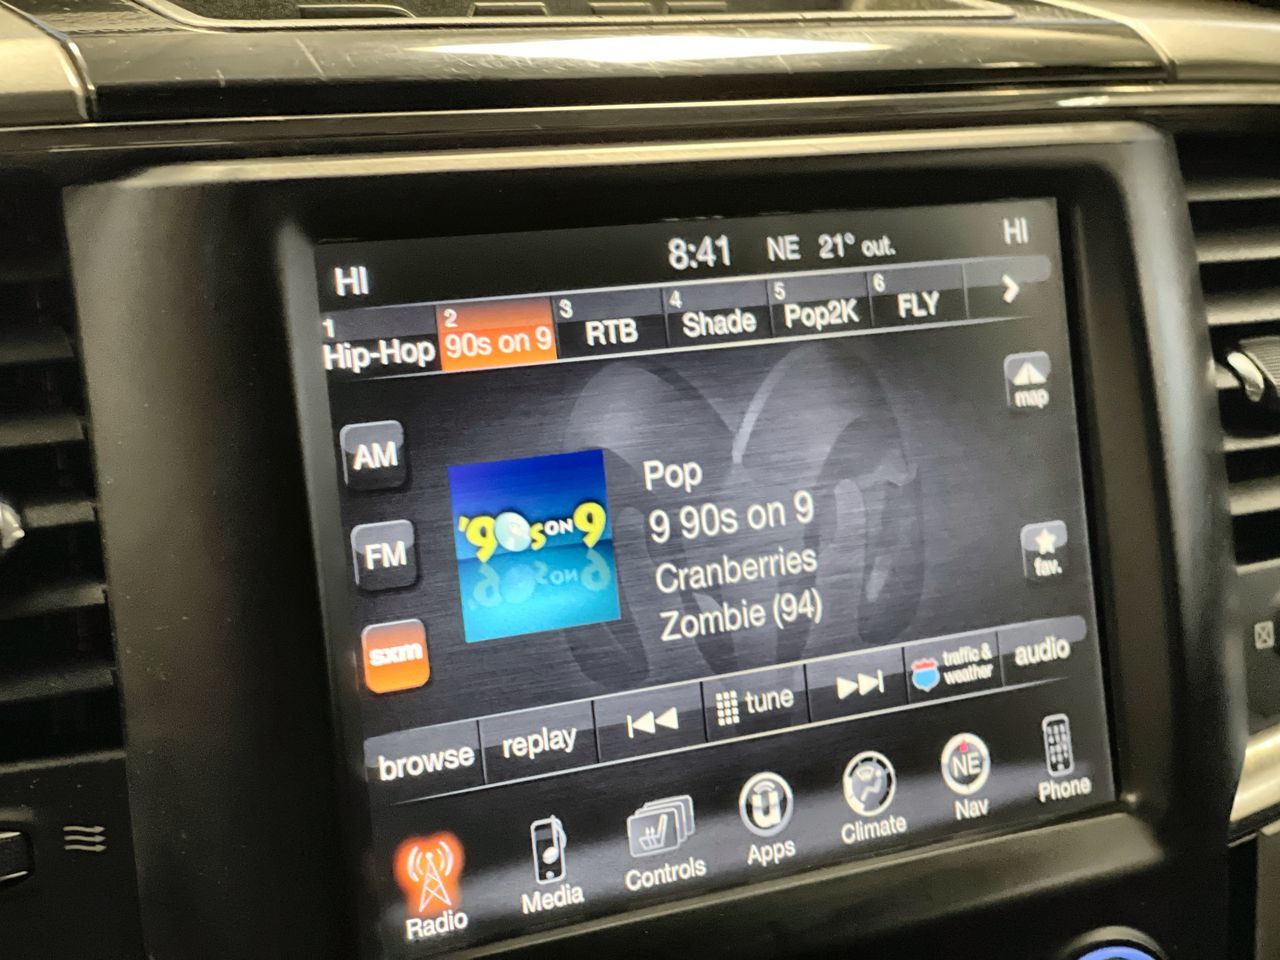 HI 8:41 NE 21° out. HI
1 Hip-Hop
2 90s on 9
3 RTB
4 Shade
5 Pop2K
6 FLY
map
AM
FM
sxm
'90s ON 9
Pop
9 90s on 9
Cranberries
Zombie (94)
fav.
browse replay tune traffic & weather audio
Radio Media Controls Apps Climate NE Nav Phone